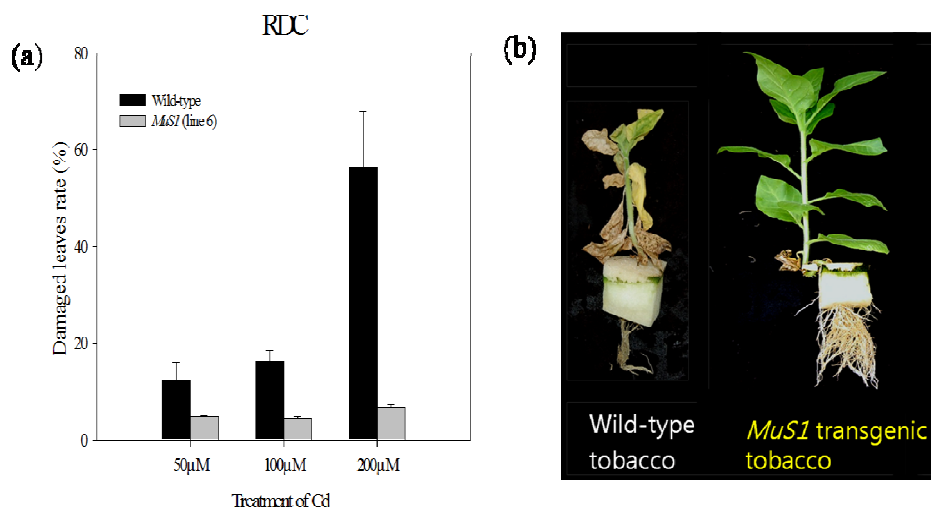 (a)
RDC
80
60
40
20
0
Damaged leaves rate (%)
Wild-type
MuS1 (line 6)
50μM
100μM
200μM
Treatment of Cd
(b)
Wild-type
tobacco
MuS1 transgenic
tobacco